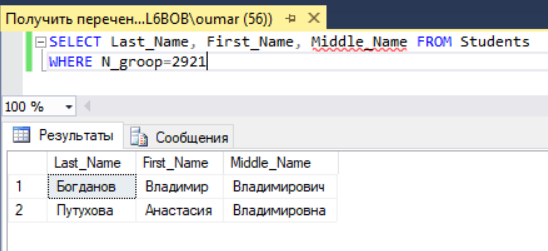 Получить перечен...L6BOB\oumar (56))
SELECT Last_Name, First_Name, Middle_Name FROM Students
WHERE N_groop=2921
100 %
Результаты Сообщения
Last_Name First_Name Middle_Name
1 Богданов Владимир Владимирович
2 Путухова Анастасия Владимировна